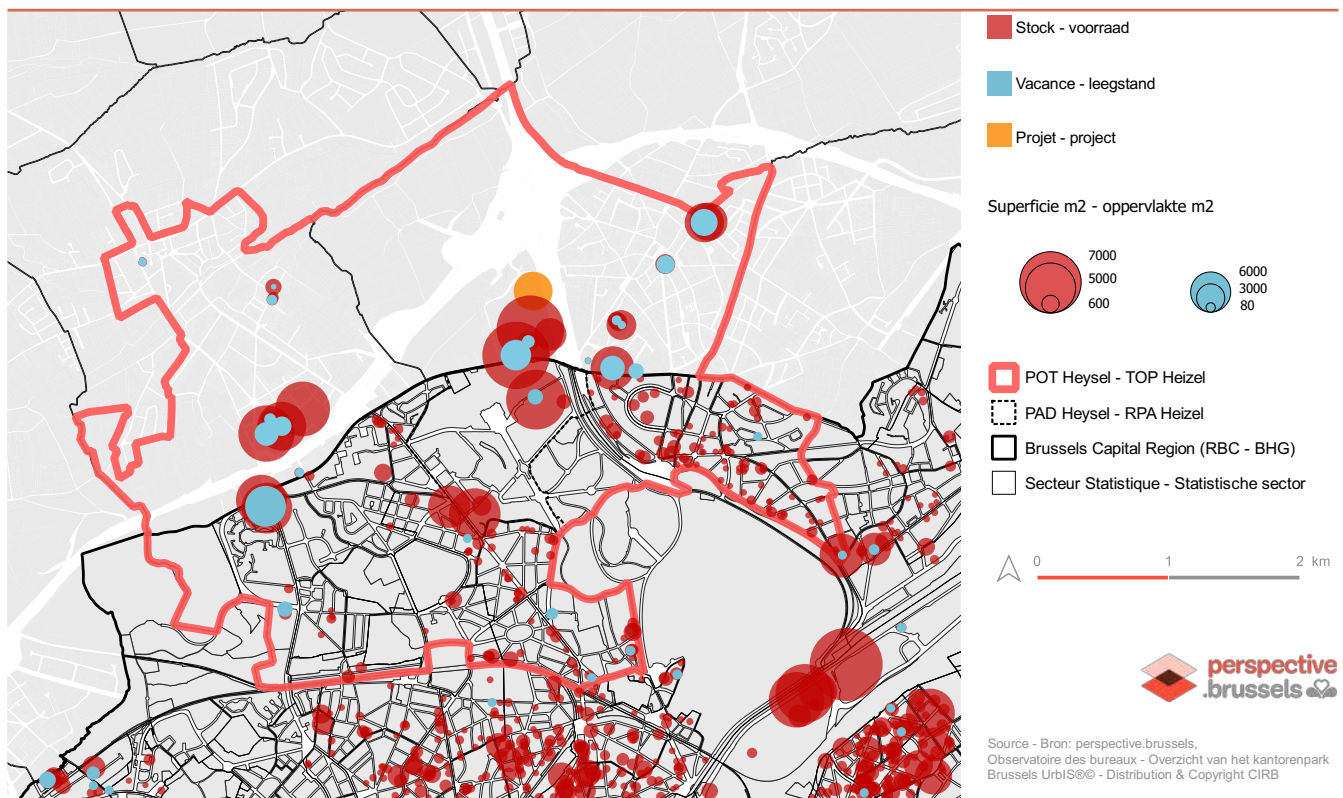 Stock - voorraad
Vacance - leegstand
Projet - project
Superficie m2 - oppervlakte m2
7000
5000
600
6000
3000
80
POT Heysel - TOP Heizel
PAD Heysel - RPA Heizel
Brussels Capital Region (RBC - BHG)
Secteur Statistique - Statistische sector
0 1 2 km
perspective
.brussels
Source - Bron: perspective.brussels,
Observatoire des bureaux - Overzicht van het kantorenpark
Brussels UrbIS®© - Distribution & Copyright CIRB